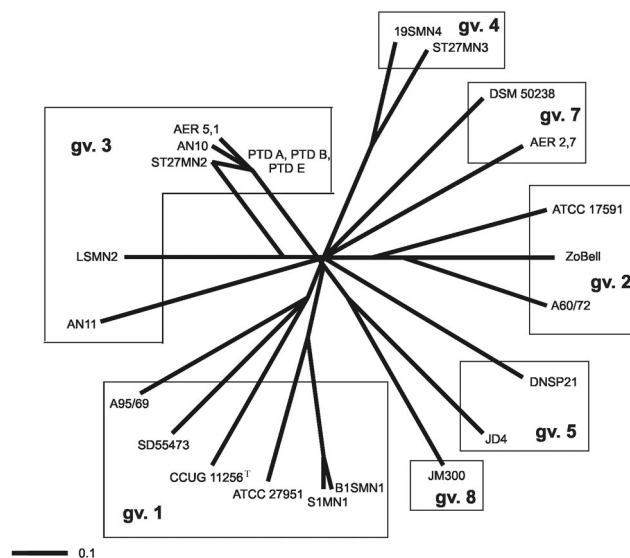 19SMN4
gv. 4
ST27MN3
DSM 50238
gv. 7
AER 2,7
gv. 3
AER 5,1
AN10
ST27MN2
PTD A, PTD B,
PTD E
LSMN2
AN11
ATCC 17591
ZoBell
gv. 2
A60/72
DNSP21
gv. 5
JD4
JM300
gv. 8
A95/69
SD55473
CCUG 11256T
ATCC 27951
B1SMN1
S1MN1
gv. 1
0.1